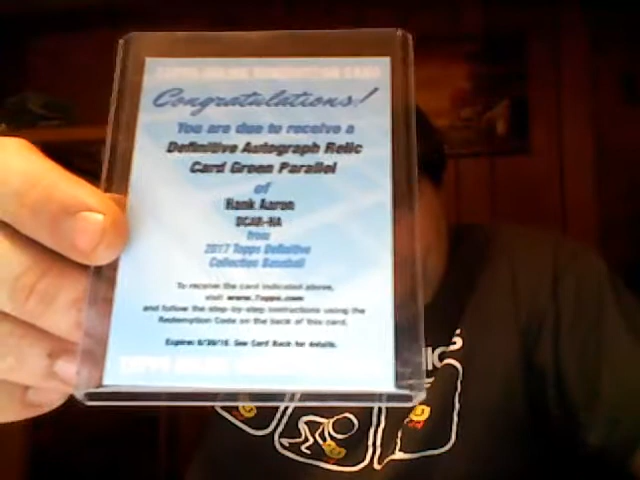 Congratulations!
You are due to receive a
Definitive Autograph Relic
Card Green Parallel
of
Hank Aaron
DCAR-HA
from
2017 Topps Definitive
Collection Baseball
To receive the card indicated above,
visit www.Topps.com
and follow the step-by-step instructions using the
Redemption Code on the back of this card.
See Card Back for details.